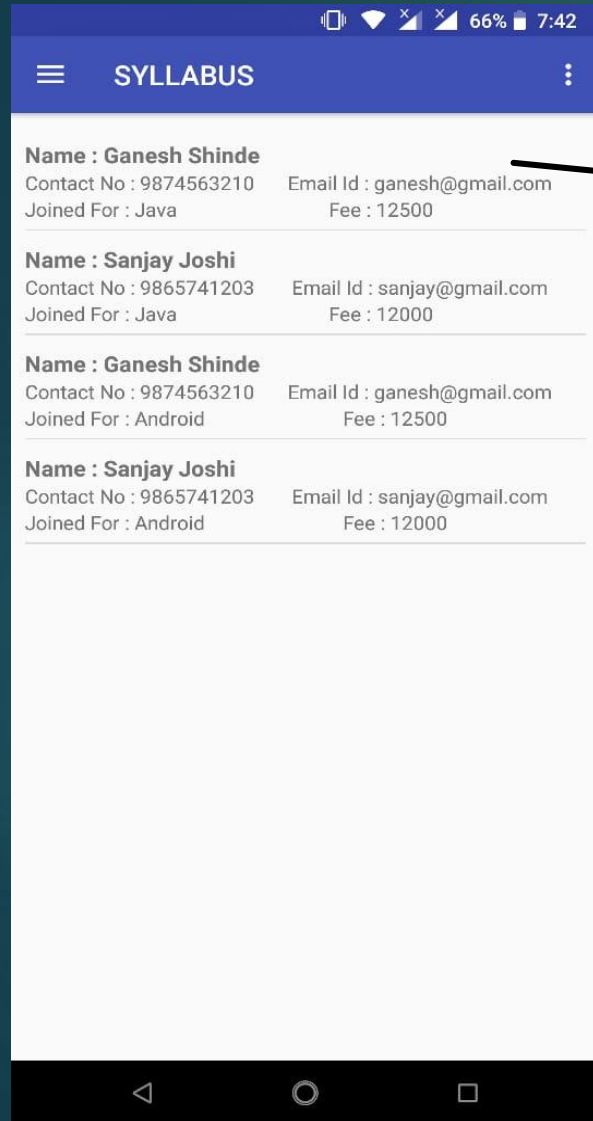 66% 7:42
SYLLABUS
Name : Ganesh Shinde
Contact No : 9874563210 Email Id : ganesh@gmail.com
Joined For : Java Fee : 12500
Name : Sanjay Joshi
Contact No : 9865741203 Email Id : sanjay@gmail.com
Joined For : Java Fee : 12000
Name : Ganesh Shinde
Contact No : 9874563210 Email Id : ganesh@gmail.com
Joined For : Android Fee : 12500
Name : Sanjay Joshi
Contact No : 9865741203 Email Id : sanjay@gmail.com
Joined For : Android Fee : 12000